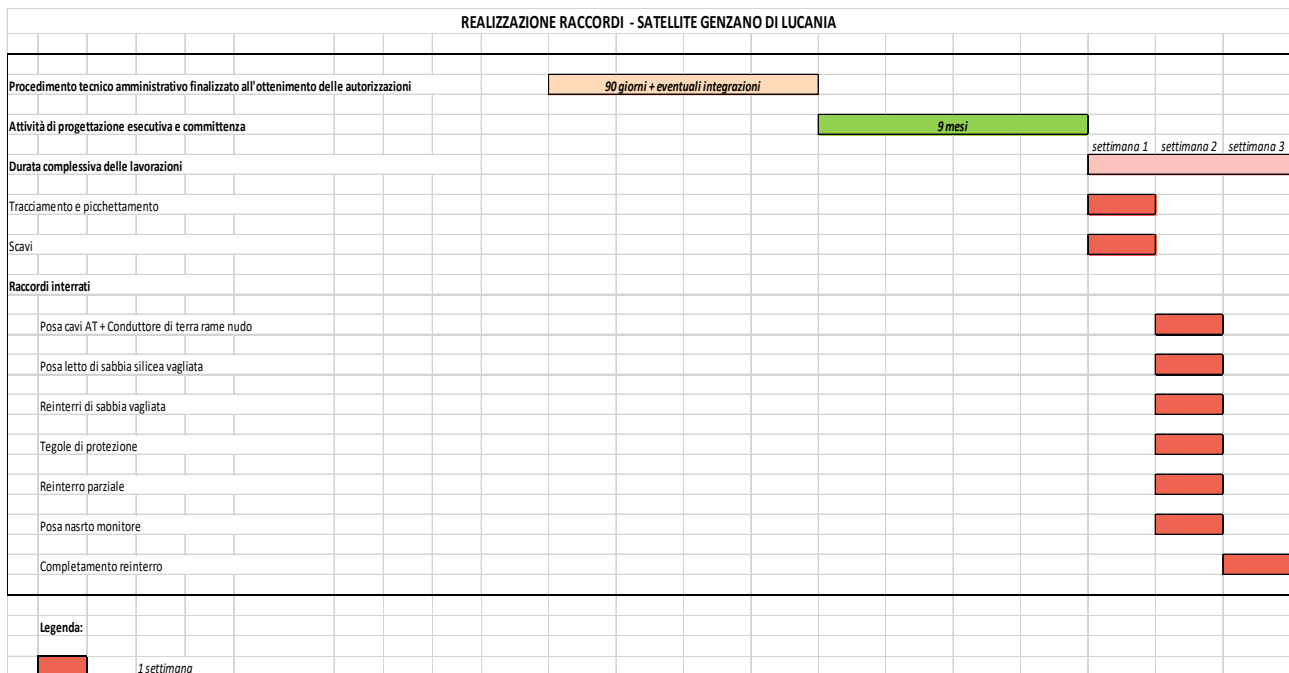 REALIZZAZIONE RACCORDI - SATELLITE GENZANO DI LUCANIA
Procedimento tecnico amministrativo finalizzato all'ottenimento delle autorizzazioni
90 giorni + eventuali integrazioni
Attività di progettazione esecutiva e committenza
9 mesi
settimana 1 settimana 2 settimana 3
Durata complessiva delle lavorazioni
Tracciamento e picchettamento
Scavi
Raccordi interrati
Posa cavi AT + Conduttore di terra rame nudo
Posa letto di sabbia silicea vagliata
Reinterri di sabbia vagliata
Tegole di protezione
Reinterro parziale
Posa nasrto monitore
Completamento reinterro
Legenda:
1 settimana